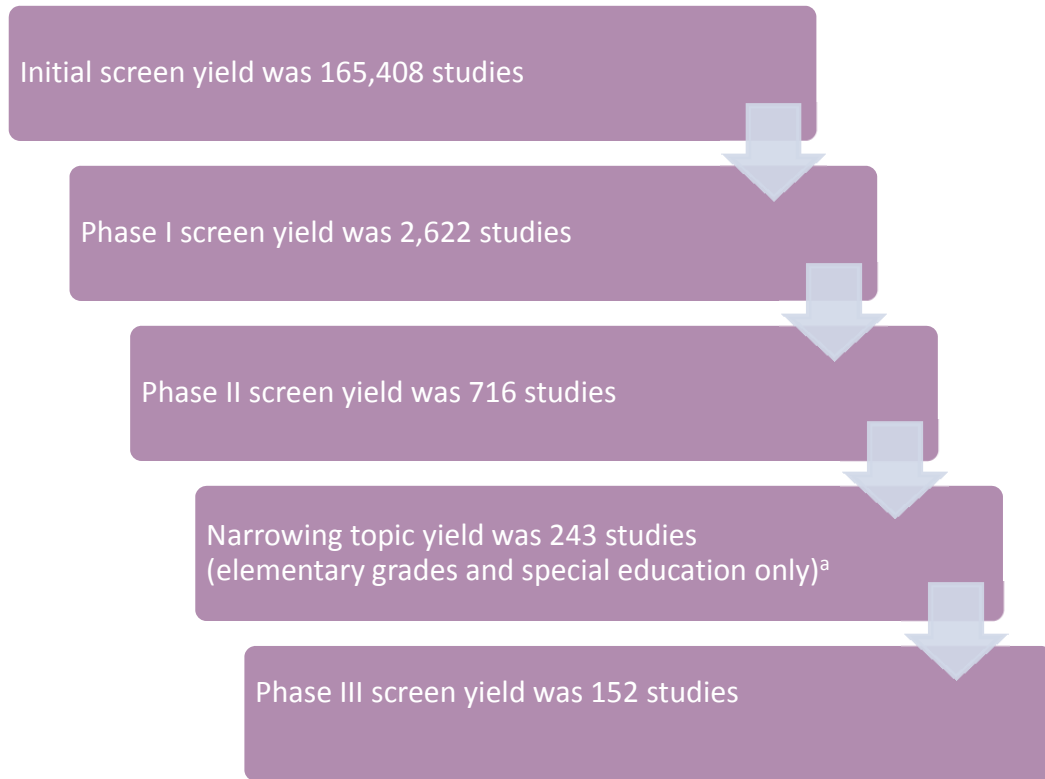 Initial screen yield was 165,408 studies
Phase I screen yield was 2,622 studies
Phase II screen yield was 716 studies
Narrowing topic yield was 243 studies
(elementary grades and special education only)ᵃ
Phase III screen yield was 152 studies